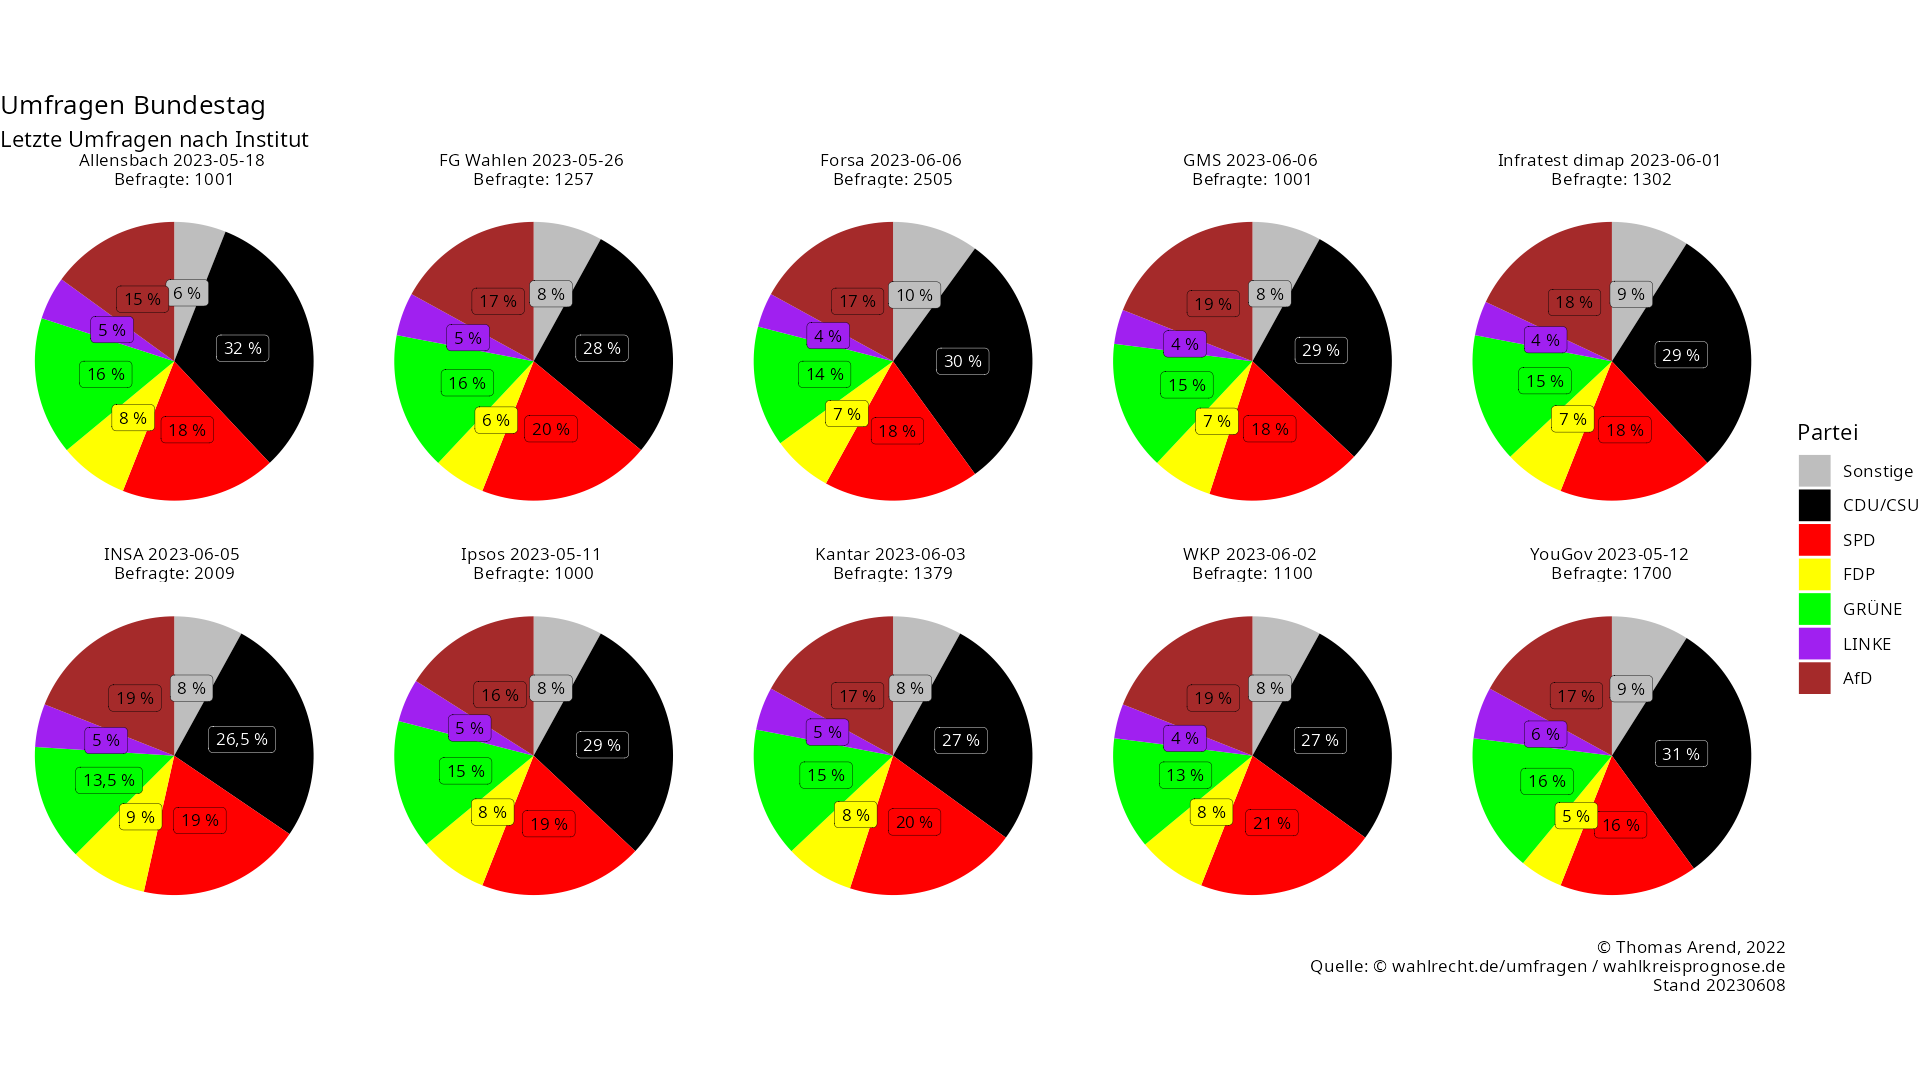 Umfragen Bundestag
Letzte Umfragen nach Institut
Allensbach 2023-05-18
Befragte: 1001
15 %
6 %
5 %
32 %
16 %
8 %
18 %
FG Wahlen 2023-05-26
Befragte: 1257
17 %
8 %
5 %
28 %
16 %
6 %
20 %
Forsa 2023-06-06
Befragte: 2505
17 %
10 %
4 %
30 %
14 %
7 %
18 %
GMS 2023-06-06
Befragte: 1001
19 %
8 %
4 %
29 %
15 %
7 %
18 %
Infratest dimap 2023-06-01
Befragte: 1302
18 %
9 %
4 %
29 %
15 %
7 %
18 %
INSA 2023-06-05
Befragte: 2009
19 %
8 %
5 %
26,5 %
13,5 %
9 %
19 %
Ipsos 2023-05-11
Befragte: 1000
16 %
8 %
5 %
29 %
15 %
8 %
19 %
Kantar 2023-06-03
Befragte: 1379
17 %
8 %
5 %
27 %
15 %
8 %
20 %
WKP 2023-06-02
Befragte: 1100
19 %
8 %
4 %
27 %
13 %
8 %
21 %
YouGov 2023-05-12
Befragte: 1700
17 %
9 %
6 %
31 %
16 %
5 %
16 %
Partei
Sonstige
CDU/CSU
SPD
FDP
GRÜNE
LINKE
AfD
© Thomas Arend, 2022
Quelle: © wahlrecht.de/umfragen / wahlkreisprognose.de
Stand 20230608